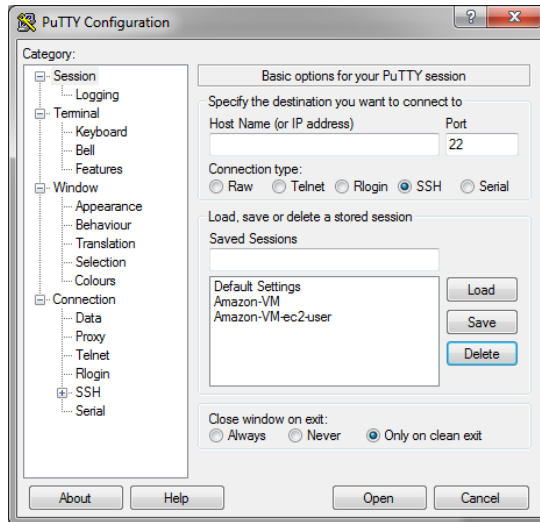 PuTTY Configuration
?
X
Category:
Session
Logging
Terminal
Keyboard
Bell
Features
Window
Appearance
Behaviour
Translation
Selection
Colours
Connection
Data
Proxy
Telnet
Rlogin
SSH
Serial
Basic options for your PuTTY session
Specify the destination you want to connect to
Host Name (or IP address) Port
22
Connection type:
Raw Telnet Rlogin SSH Serial
Load, save or delete a stored session
Saved Sessions
Default Settings
Amazon-VM
Amazon-VM-ec2-user
Load
Save
Delete
Close window on exit:
Always Never Only on clean exit
About Help Open Cancel